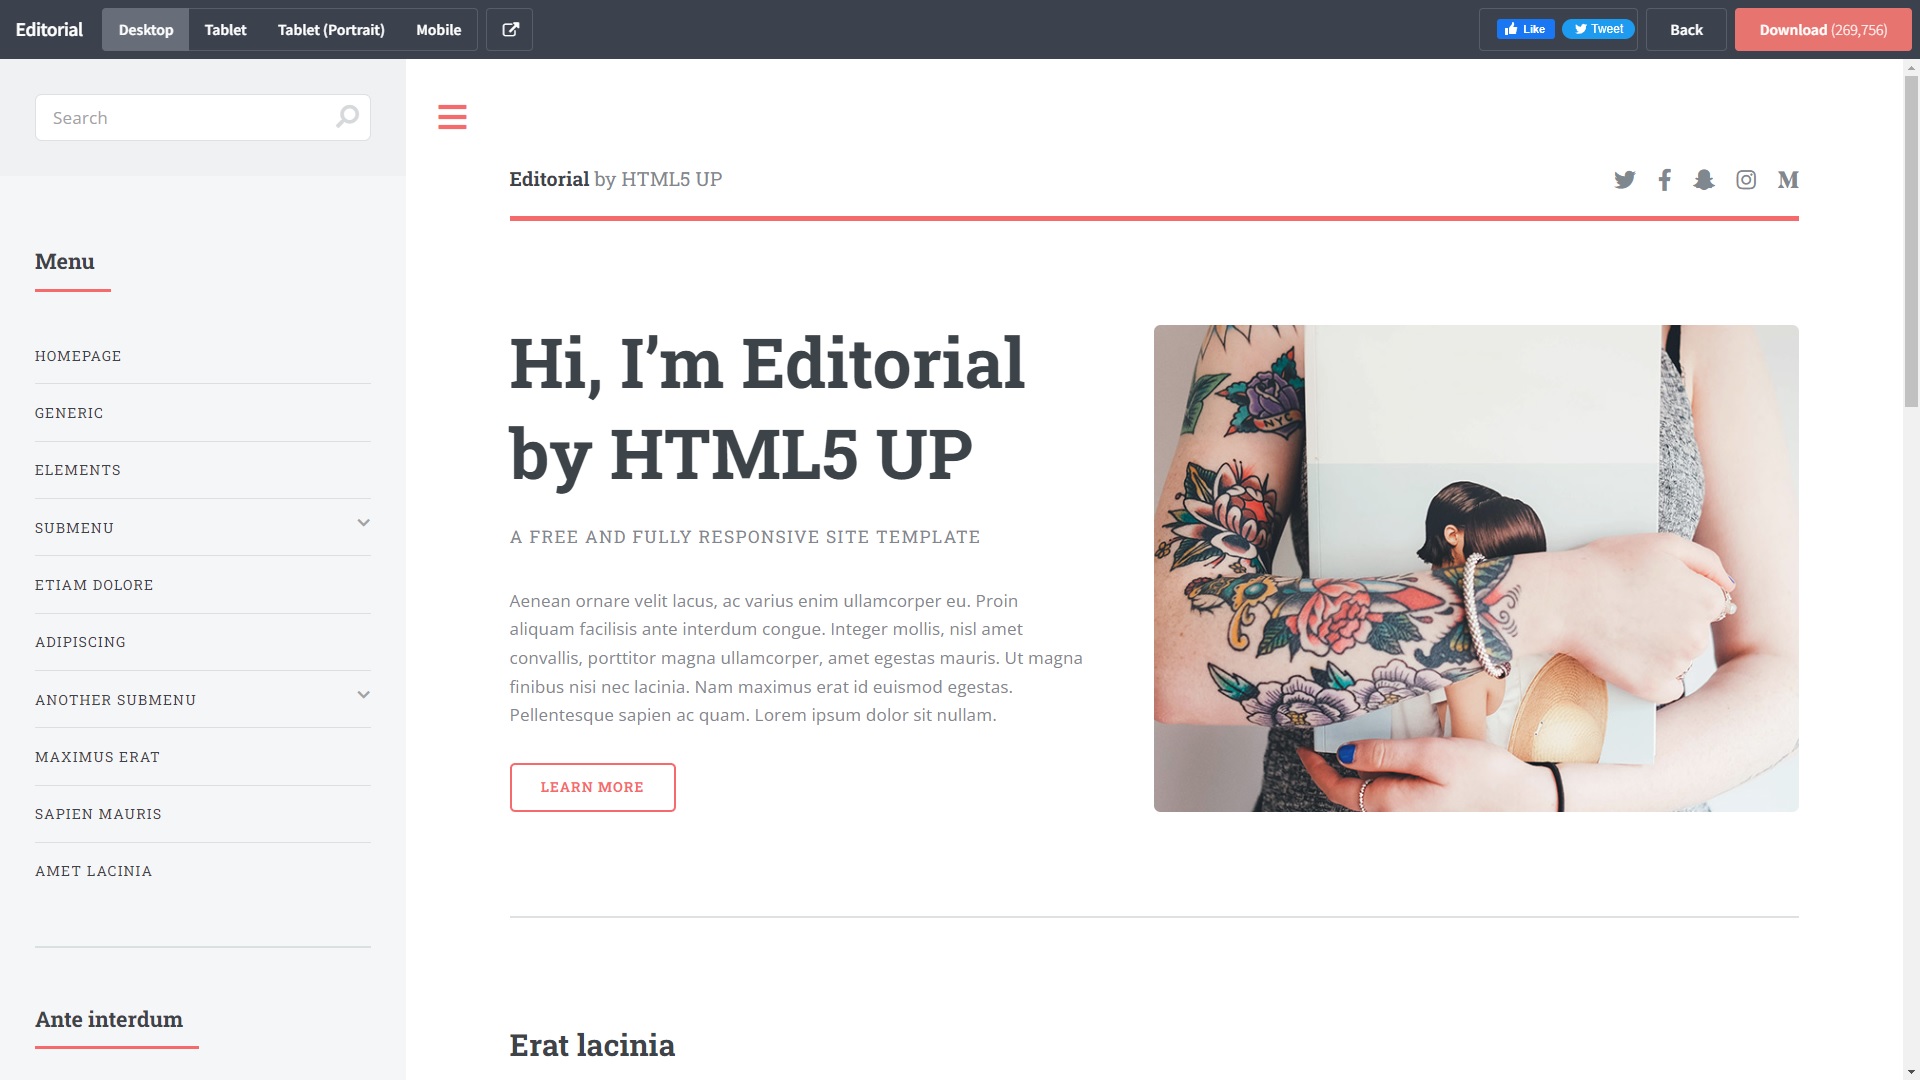 Editorial
Desktop
Tablet
Tablet (Portrait)
Mobile
Like
Tweet
Back
Download (269,756)
Search
Menu
HOMEPAGE
GENERIC
ELEMENTS
SUBMENU
ETIAM DOLORE
ADIPISCING
ANOTHER SUBMENU
MAXIMUS ERAT
SAPIEN MAURIS
AMET LACINIA
Ante interdum
Editorial by HTML5 UP
Hi, I’m Editorial
by HTML5 UP
A FREE AND FULLY RESPONSIVE SITE TEMPLATE
Aenean ornare velit lacus, ac varius enim ullamcorper eu. Proin
aliquam facilisis ante interdum congue. Integer mollis, nisl amet
convallis, porttitor magna ullamcorper, amet egestas mauris. Ut magna
finibus nisi nec lacinia. Nam maximus erat id euismod egestas.
Pellentesque sapien ac quam. Lorem ipsum dolor sit nullam.
LEARN MORE
NYC
Erat lacinia